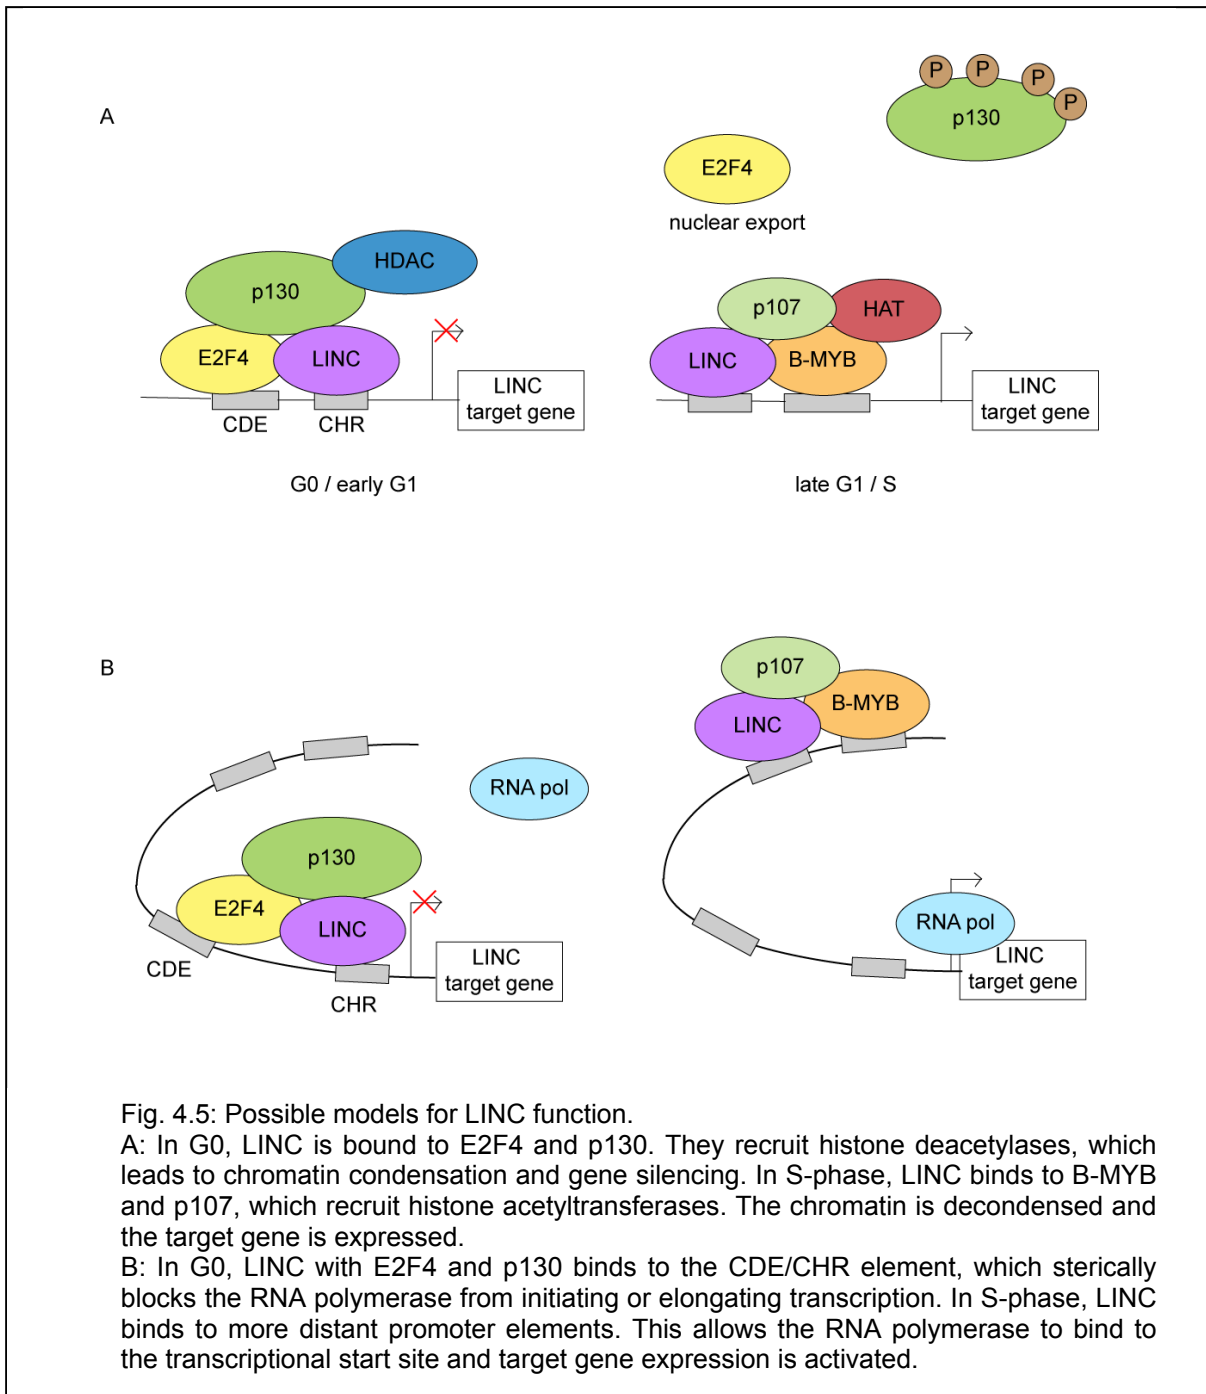 A
P
P
P
P
p130
E2F4
nuclear export
HDAC
p130
E2F4
LINC
LINC
target gene
CDE
CHR
G0 / early G1
p107
HAT
LINC
B-MYB
LINC
target gene
late G1 / S
B
RNA pol
p130
E2F4
LINC
CDE
CHR
LINC
target gene
p107
B-MYB
LINC
RNA pol
LINC
target gene
Fig. 4.5: Possible models for LINC function.
A: In G0, LINC is bound to E2F4 and p130. They recruit histone deacetylases, which
leads to chromatin condensation and gene silencing. In S-phase, LINC binds to B-MYB
and p107, which recruit histone acetyltransferases. The chromatin is decondensed and
the target gene is expressed.
B: In G0, LINC with E2F4 and p130 binds to the CDE/CHR element, which sterically
blocks the RNA polymerase from initiating or elongating transcription. In S-phase, LINC
binds to more distant promoter elements. This allows the RNA polymerase to bind to
the transcriptional start site and target gene expression is activated.